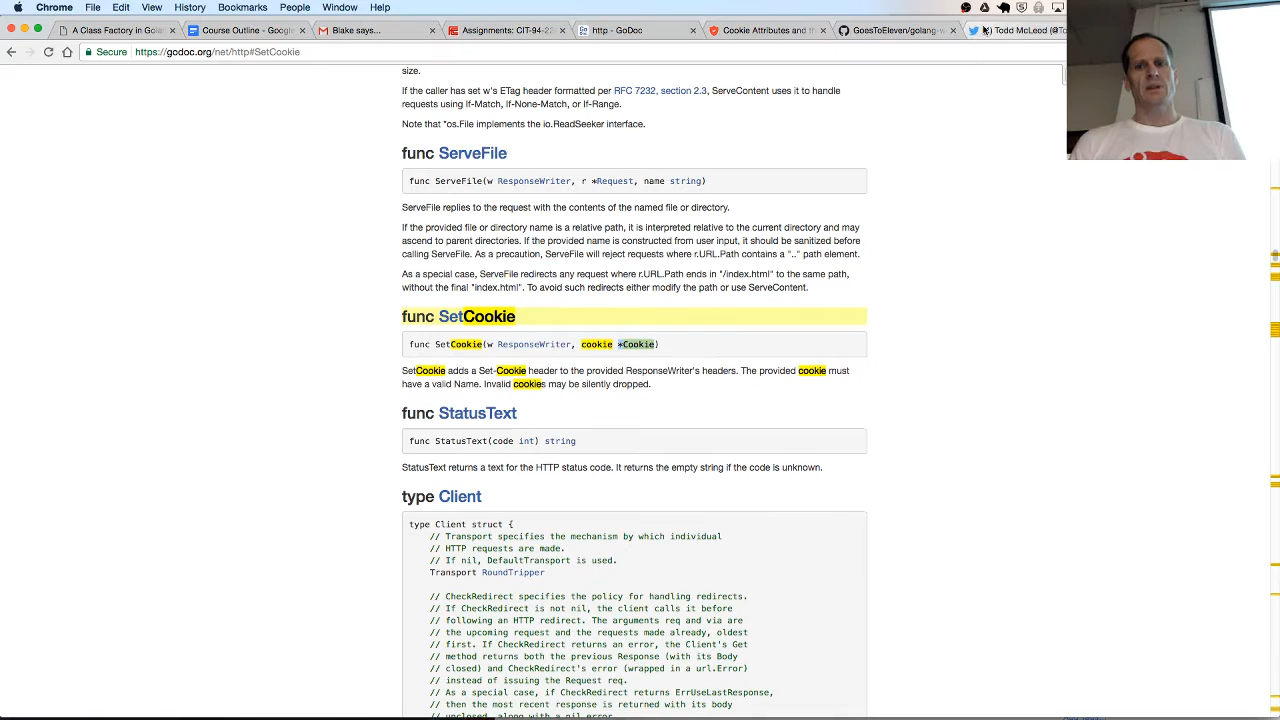 Chrome File Edit View History Bookmarks People Window Help
A Class Factory in Gola
Course Outline - Google
Blake says...
Assignments: CIT-94-22
http - GoDoc
Cookie Attributes and the
GoesToEleven/golang-w
Todd McLeod (@To
Secure https://godoc.org/net/http#SetCookie
size.
If the caller has set w's ETag header formatted per RFC 7232, section 2.3, ServeContent uses it to handle
requests using If-Match, If-None-Match, or If-Range.
Note that *os.File implements the io.ReadSeeker interface.
func ServeFile
func ServeFile(w ResponseWriter, r *Request, name string)
ServeFile replies to the request with the contents of the named file or directory.
If the provided file or directory name is a relative path, it is interpreted relative to the current directory and may
ascend to parent directories. If the provided name is constructed from user input, it should be sanitized before
calling ServeFile. As a precaution, ServeFile will reject requests where r.URL.Path contains a ".." path element.
As a special case, ServeFile redirects any request where r.URL.Path ends in "/index.html" to the same path,
without the final "index.html". To avoid such redirects either modify the path or use ServeContent.
func SetCookie
func SetCookie(w ResponseWriter, cookie *Cookie)
SetCookie adds a Set-Cookie header to the provided ResponseWriter's headers. The provided cookie must
have a valid Name. Invalid cookies may be silently dropped.
func StatusText
func StatusText(code int) string
StatusText returns a text for the HTTP status code. It returns the empty string if the code is unknown.
type Client
type Client struct {
// Transport specifies the mechanism by which individual
// HTTP requests are made.
// If nil, DefaultTransport is used.
Transport RoundTripper
// CheckRedirect specifies the policy for handling redirects.
// If CheckRedirect is not nil, the client calls it before
// following an HTTP redirect. The arguments req and via are
// the upcoming request and the requests made already, oldest
// first. If CheckRedirect returns an error, the Client's Get
// method returns both the previous Response (with its Body
// closed) and CheckRedirect's error (wrapped in a url.Error)
// instead of issuing the Request req.
// As a special case, if CheckRedirect returns ErrUseLastResponse,
// then the most recent response is returned with its body
// unclosed, along with a nil error.